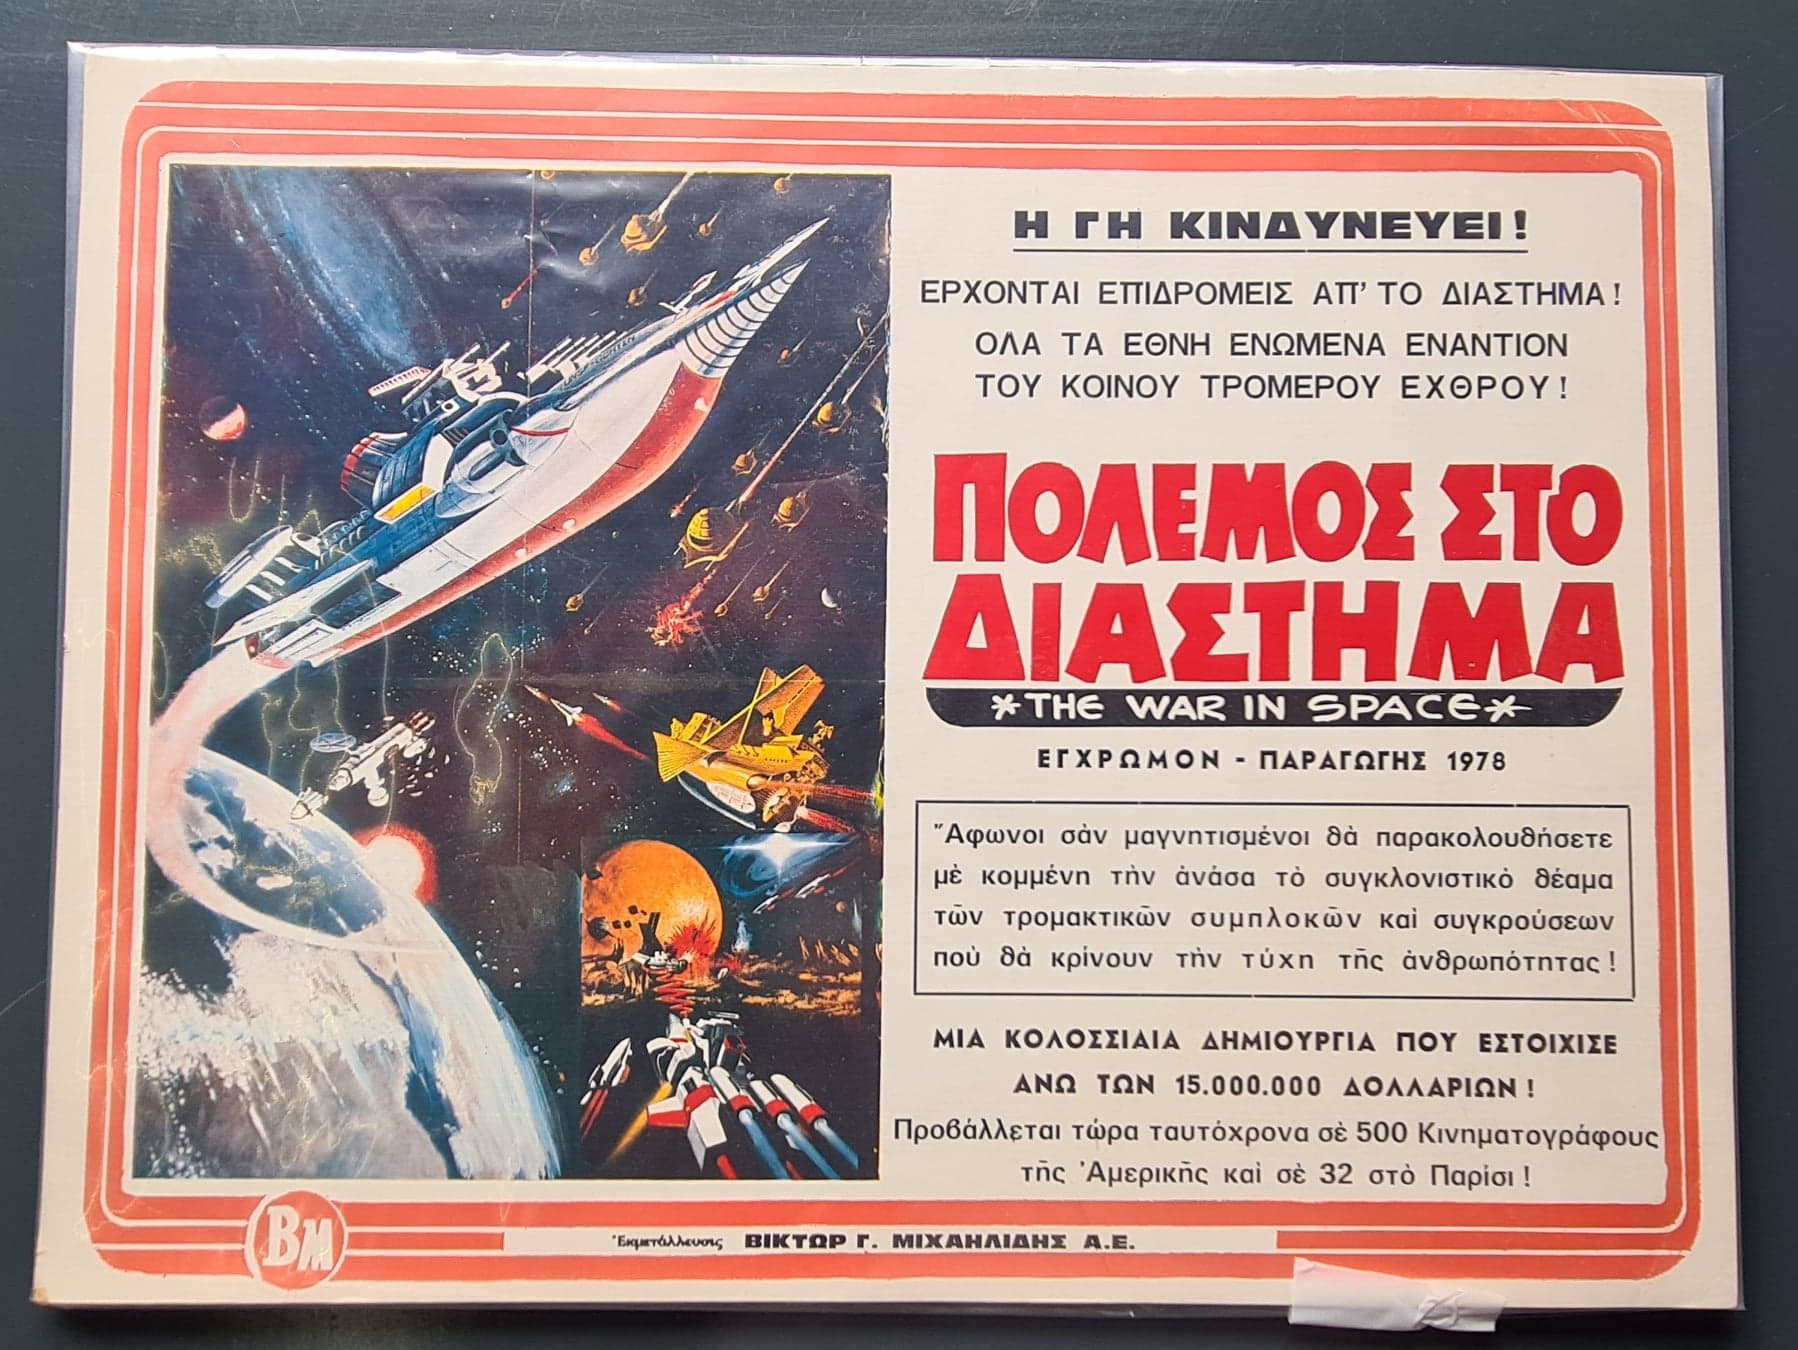 Η ΓΗ ΚΙΝΔΥΝΕΥΕΙ!
ΕΡΧΟΝΤΑΙ ΕΠΙΔΡΟΜΕΙΣ ΑΠ' ΤΟ ΔΙΑΣΤΗΜΑ!
ΟΛΑ ΤΑ ΕΘΝΗ ΕΝΩΜΕΝΑ ΕΝΑΝΤΙΟΝ
ΤΟΥ ΚΟΙΝΟΥ ΤΡΟΜΕΡΟΥ ΕΧΘΡΟΥ!
ΠΟΛΕΜΟΣ ΣΤΟ
ΔΙΑΣΤΗΜΑ
*THE WAR IN SPACE*
ΕΓΧΡΩΜΟΝ - ΠΑΡΑΓΩΓΗΣ 1978
Ἄφωνοι σὰν μαγνητισμένοι θὰ παρακολουθήσετε
μὲ κομμένη τὴν ἀνάσα τὸ συγκλονιστικὸ θέαμα
τῶν τρομακτικῶν συμπλοκῶν καὶ συγκρούσεων
ποὺ θὰ κρίνουν τὴν τύχη τῆς ἀνθρωπότητας!
ΜΙΑ ΚΟΛΟΣΣΙΑΙΑ ΔΗΜΙΟΥΡΓΙΑ ΠΟΥ ΕΣΤΟΙΧΙΣΕ
ΑΝΩ ΤΩΝ 15.000.000 ΔΟΛΛΑΡΙΩΝ!
Προβάλλεται τώρα ταυτόχρονα σὲ 500 Κινηματογράφους
τῆς Ἀμερικῆς καὶ σὲ 32 στὸ Παρίσι!
BM
Ἐκμετάλλευσις ΒΙΚΤΩΡ Γ. ΜΙΧΑΗΛΙΔΗΣ Α.Ε.